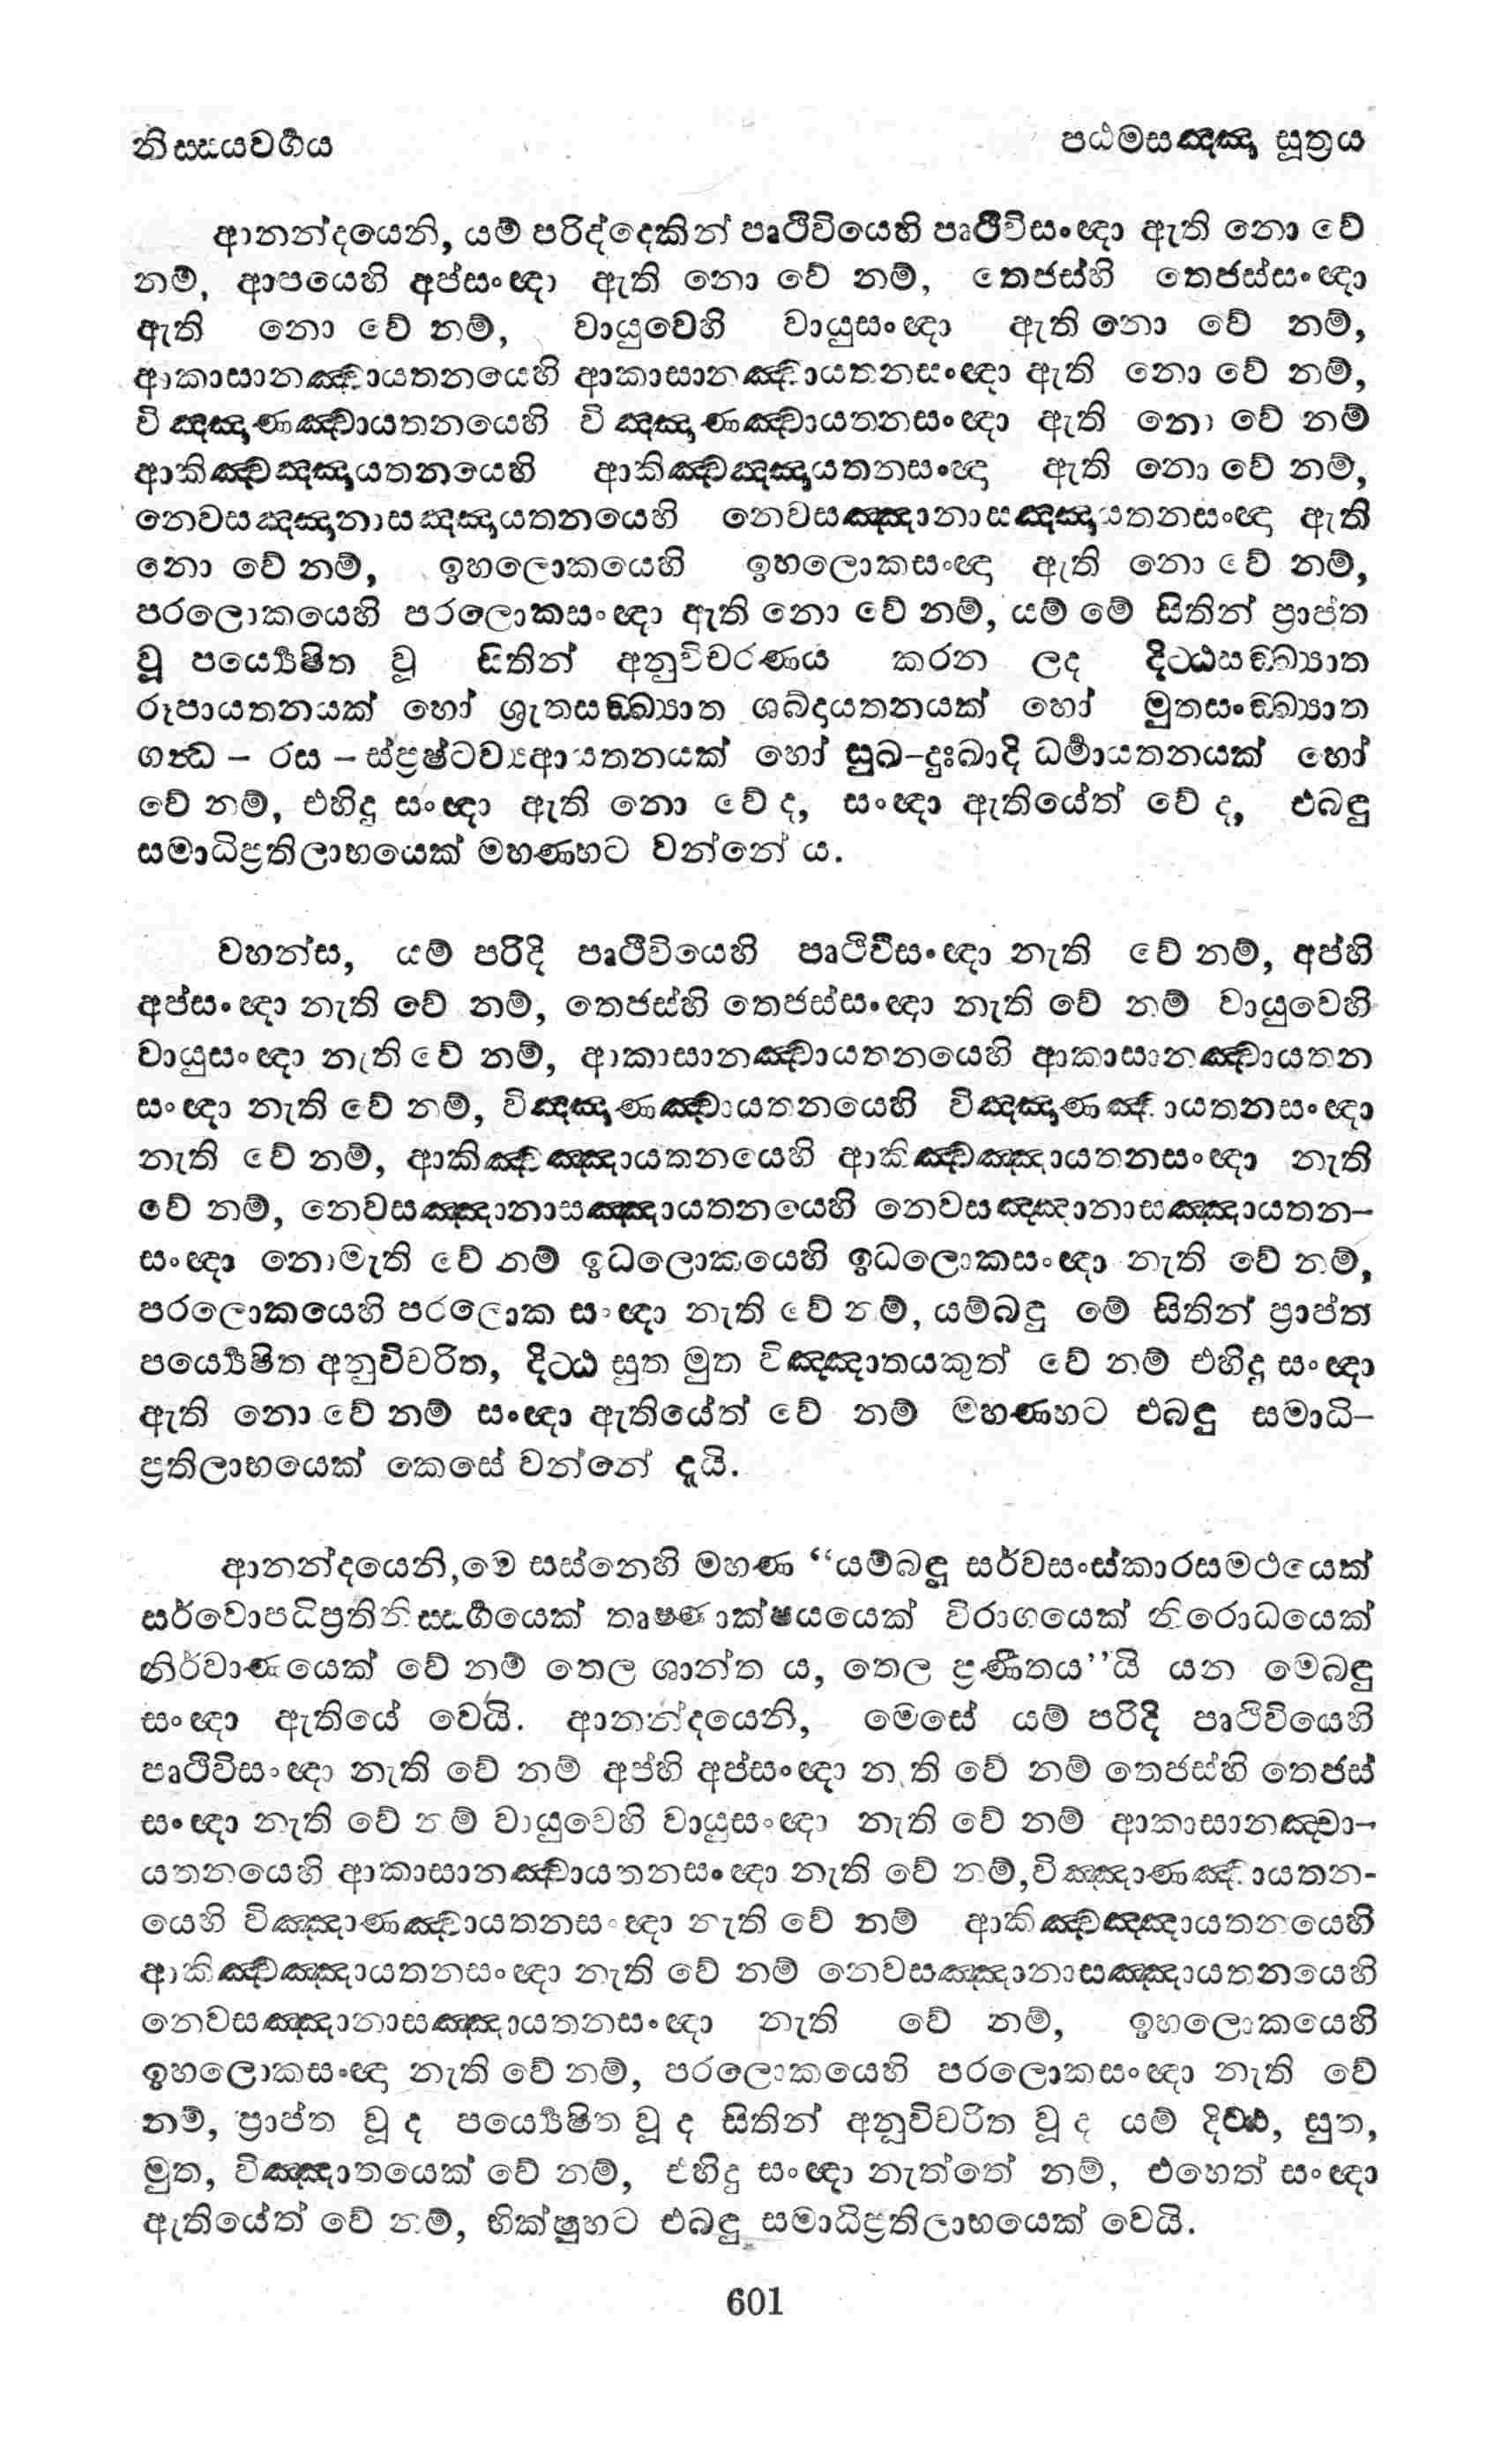 නිස්සයවර්‍ගය
පඨමසඤ්ඤා සූත්‍රය
ආනන්දයෙනි, යම් පරිද්දෙකින් පෘථිවියෙහි පෘථිවිසංඥා ඇති නො වේ
නම්, ආපයෙහි අප්සංඥා ඇති නො වේ නම්, තෙජස්හි තෙජස්සංඥා
ඇති නො වේ නම්, වායුවෙහි වායුසංඥා ඇති නො වේ නම්,
ආකාසානඤ්චායතනයෙහි ආකාසානඤ්චායතනසංඥා ඇති නො වේ නම්,
විඤ්ඤාණඤ්චායතනයෙහි විඤ්ඤාණඤ්චායතනසංඥා ඇති නො වේ නම්
ආකිඤ්චඤ්ඤායතනයෙහි ආකිඤ්චඤ්ඤායතනසංඥා ඇති නො වේ නම්,
නෙවසඤ්ඤානාසඤ්ඤායතනයෙහි නෙවසඤ්ඤානාසඤ්ඤායතනසංඥා ඇති
නො වේ නම්, ඉහලොකයෙහි ඉහලොකසංඥා ඇති නො වේ නම්,
පරලොකයෙහි පරලොකසංඥා ඇති නො වේ නම්, යම් මේ සිතින් ප්‍රාප්ත
වූ පර්‍ය්‍යෙෂිත වූ සිතින් අනුවිචරණය කරන ලද දිට්ඨසඞ්ඛ්‍යාත
රූපායතනයක් හෝ ශ්‍රැතසඞ්ඛ්‍යාත ශබ්දායතනයක් හෝ මුතසංඞ්ඛ්‍යාත
ගන්‍ධ – රස – ස්ප්‍රෂ්ටව්‍යආයතනයක් හෝ සුඛ–දුඃඛාදි ධර්‍මායතනයක් හෝ
වේ නම්, එහිදු සංඥා ඇති නො වේ ද, සංඥා ඇතියේත් වේ ද, එබඳු
සමාධිප්‍රතිලාභයෙක් මහණහට වන්නේ ය.
වහන්ස, යම් පරිදි පෘථිවියෙහි පෘථිවිසංඥා නැති වේ නම්, අප්හි
අප්සංඥා නැති වේ නම්, තෙජස්හි තෙජස්සංඥා නැති වේ නම් වායුවෙහි
වායුසංඥා නැති වේ නම්, ආකාසානඤ්චායතනයෙහි ආකාසානඤ්චායතන
සංඥා නැති වේ නම්, විඤ්ඤාණඤ්චායතනයෙහි විඤ්ඤාණඤ්චායතනසංඥා
නැති වේ නම්, ආකිඤ්චඤ්ඤායතනයෙහි ආකිඤ්චඤ්ඤායතනසංඥා නැති
වේ නම්, නෙවසඤ්ඤානාසඤ්ඤායතනයෙහි නෙවසඤ්ඤානාසඤ්ඤායතන–
සංඥා නොමැති වේ නම් ඉධලොකයෙහි ඉධලොකසංඥා නැති වේ නම්,
පරලොකයෙහි පරලොක සංඥා නැති වේ නම්, යම්බඳු මේ සිතින් ප්‍රාප්ත
පර්‍ය්‍යෙෂිත අනුවිචරිත, දිට්ඨ සුත මුත විඤ්ඤාතයකුත් වේ නම් එහිදු සංඥා
ඇති නො වේ නම් සංඥා ඇතියේත් වේ නම් මහණහට එබඳු සමාධි–
ප්‍රතිලාභයෙක් කෙසේ වන්නේ දැයි.
ආනන්දයෙනි,මෙ සස්නෙහි මහණ “යම්බඳු සර්වසංස්කාරසමථයෙක්
සර්වොපධිප්‍රතිනිස්සර්‍ගයෙක් තෘෂ්ණාක්ෂයයෙක් විරාගයෙක් නිරොධයෙක්
නිර්වාණයෙක් වේ නම් තෙල ශාන්ත ය, තෙල ප්‍රණීතය”යි යන මෙබඳු
සංඥා ඇතියේ වෙයි. ආනන්දයෙනි, මෙසේ යම් පරිදි පෘථිවියෙහි
පෘථිවිසංඥා නැති වේ නම් අප්හි අප්සංඥා නැති වේ නම් තෙජස්හි තෙජස්
සංඥා නැති වේ නම් වායුවෙහි වායුසංඥා නැති වේ නම් ආකාසානඤ්චා–
යතනයෙහි ආකාසානඤ්චායතනසංඥා නැති වේ නම්,විඤ්ඤාණඤ්චායතන-
යෙහි විඤ්ඤාණඤ්චායතනසංඥා නැති වේ නම් ආකිඤ්චඤ්ඤායතනයෙහි
ආකිඤ්චඤ්ඤායතනසංඥා නැති වේ නම් නෙවසඤ්ඤානාසඤ්ඤායතනයෙහි
නෙවසඤ්ඤානාසඤ්ඤායතනසංඥා නැති වේ නම්, ඉහලොකයෙහි
ඉහලොකසංඥා නැති වේ නම්, පරලොකයෙහි පරලොකසංඥා නැති වේ
නම්, ප්‍රාප්ත වූ ද පර්‍ය්‍යෙෂිත වූ ද සිතින් අනුවිචරිත වූ ද යම් දිට්ඨ, සුත,
මුත, විඤ්ඤාතයෙක් වේ නම්, එහිදු සංඥා නැත්තේ නම්, එහෙත් සංඥා
ඇතියේත් වේ නම්, භික්ෂුහට එබඳු සමාධිප්‍රතිලාභයෙක් වෙයි.
601